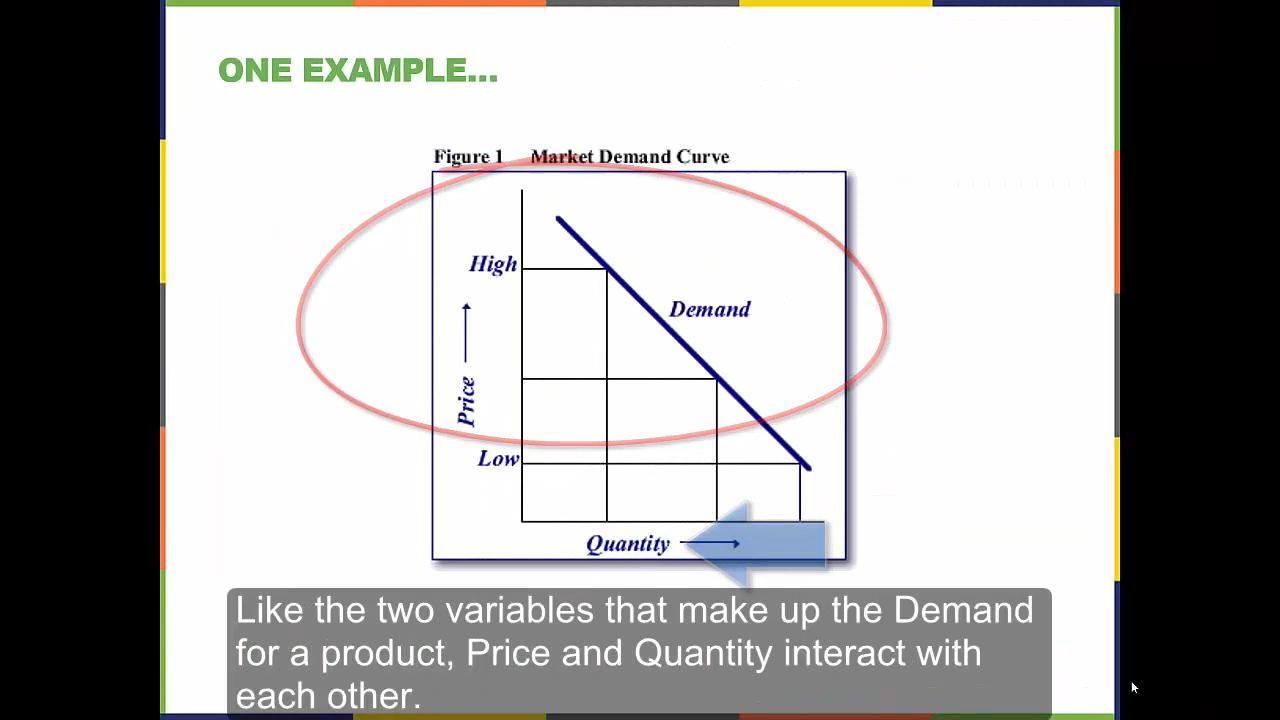 ONE EXAMPLE...
Figure 1 Market Demand Curve
High
Demand
Price
Low
Quantity
Like the two variables that make up the Demand
for a product, Price and Quantity interact with
each other.